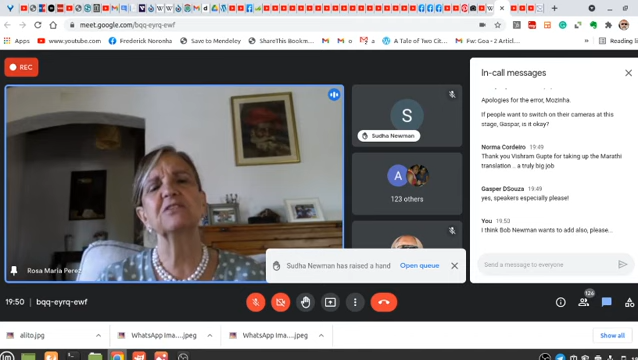 meet.google.com/bqq-eyrq-ewf
www.youtube.com
Frederick Noronha
Save to Mendeley
ShareThis Bookm...
A Tale of Two Cit...
Fw: Goa - 2 Articl...
Reading li
REC
S
Sudha Newman
A
123 others
Rosa Maria Perez
Sudha Newman has raised a hand
Open queue
In-call messages
Apologies for the error, Mozinha.
If people want to switch on their cameras at this
stage, Gaspar, is it okay?
Norma Cordeiro 19:49
Thank you Vishram Gupte for taking up the Marathi
translation... a truly big job
Gasper DSouza 19:49
yes, speakers especially please!
You 19:53
I think Bob Newman wants to add also, please...
Send a message to everyone
19:50
bqq-eyrq-ewf
124
alito.jpg
WhatsApp Ima....jpeg
WhatsApp Ima....jpeg
Show all